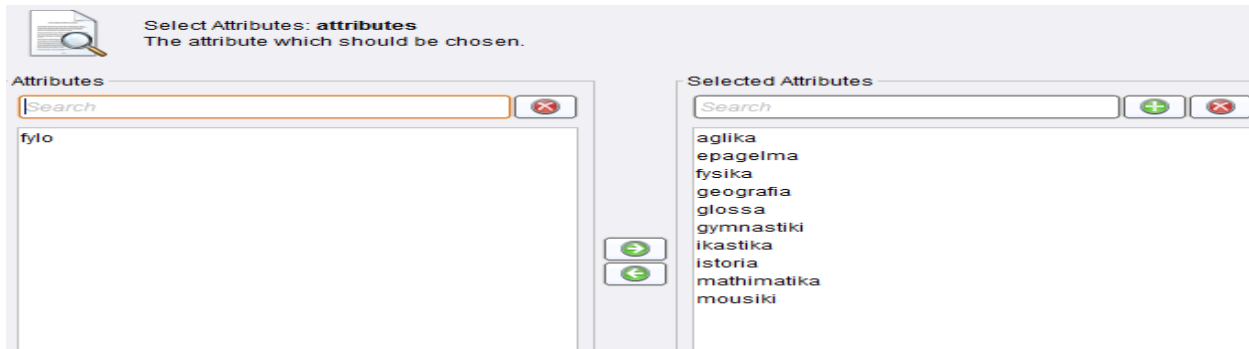 Select Attributes: attributes
The attribute which should be chosen.
Attributes
Search
fylo
Selected Attributes
Search
aglika
epagelma
fysika
geografia
glossa
gymnastiki
ikastika
istoria
mathimatika
mousiki